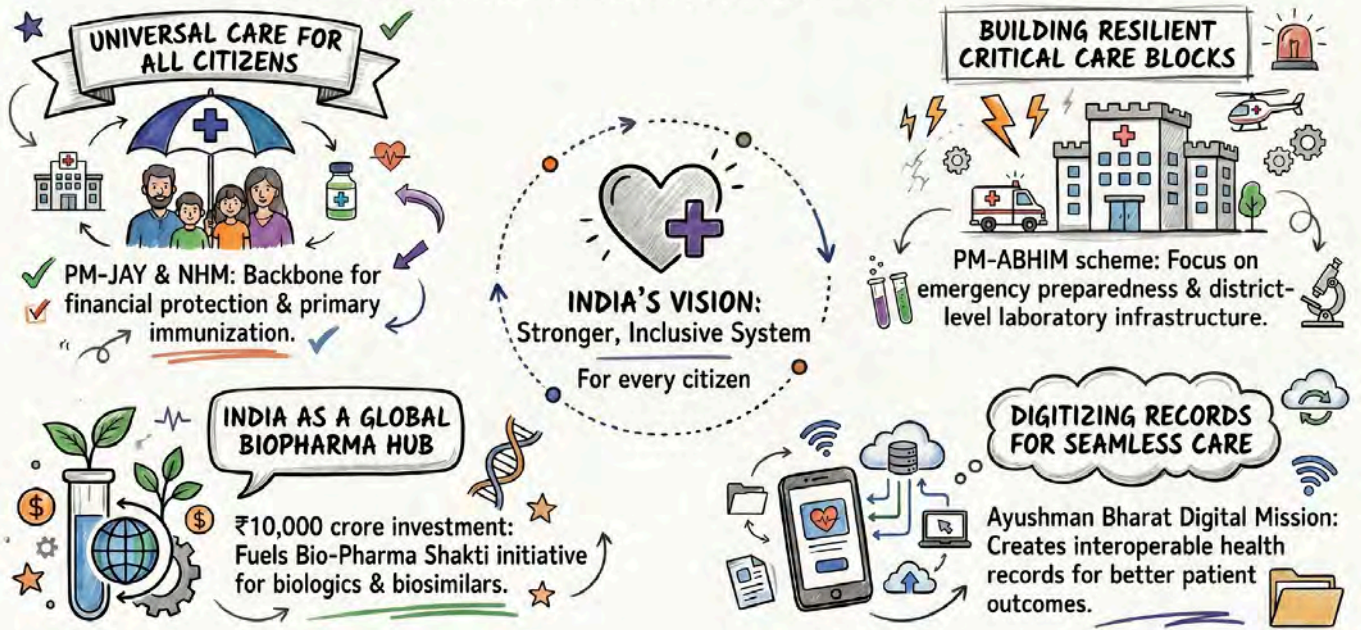 UNIVERSAL CARE FOR
ALL CITIZENS
PM-JAY & NHM: Backbone for
financial protection & primary
immunization.
BUILDING RESILIENT
CRITICAL CARE BLOCKS
PM-ABHIM scheme: Focus on
emergency preparedness & district-
level laboratory infrastructure.
INDIA'S VISION:
Stronger, Inclusive System
For every citizen
INDIA AS A GLOBAL
BIOPHARMA HUB
$
$
₹10,000 crore investment:
Fuels Bio-Pharma Shakti initiative
for biologics & biosimilars.
DIGITIZING RECORDS
FOR SEAMLESS CARE
Ayushman Bharat Digital Mission:
Creates interoperable health
records for better patient
outcomes.